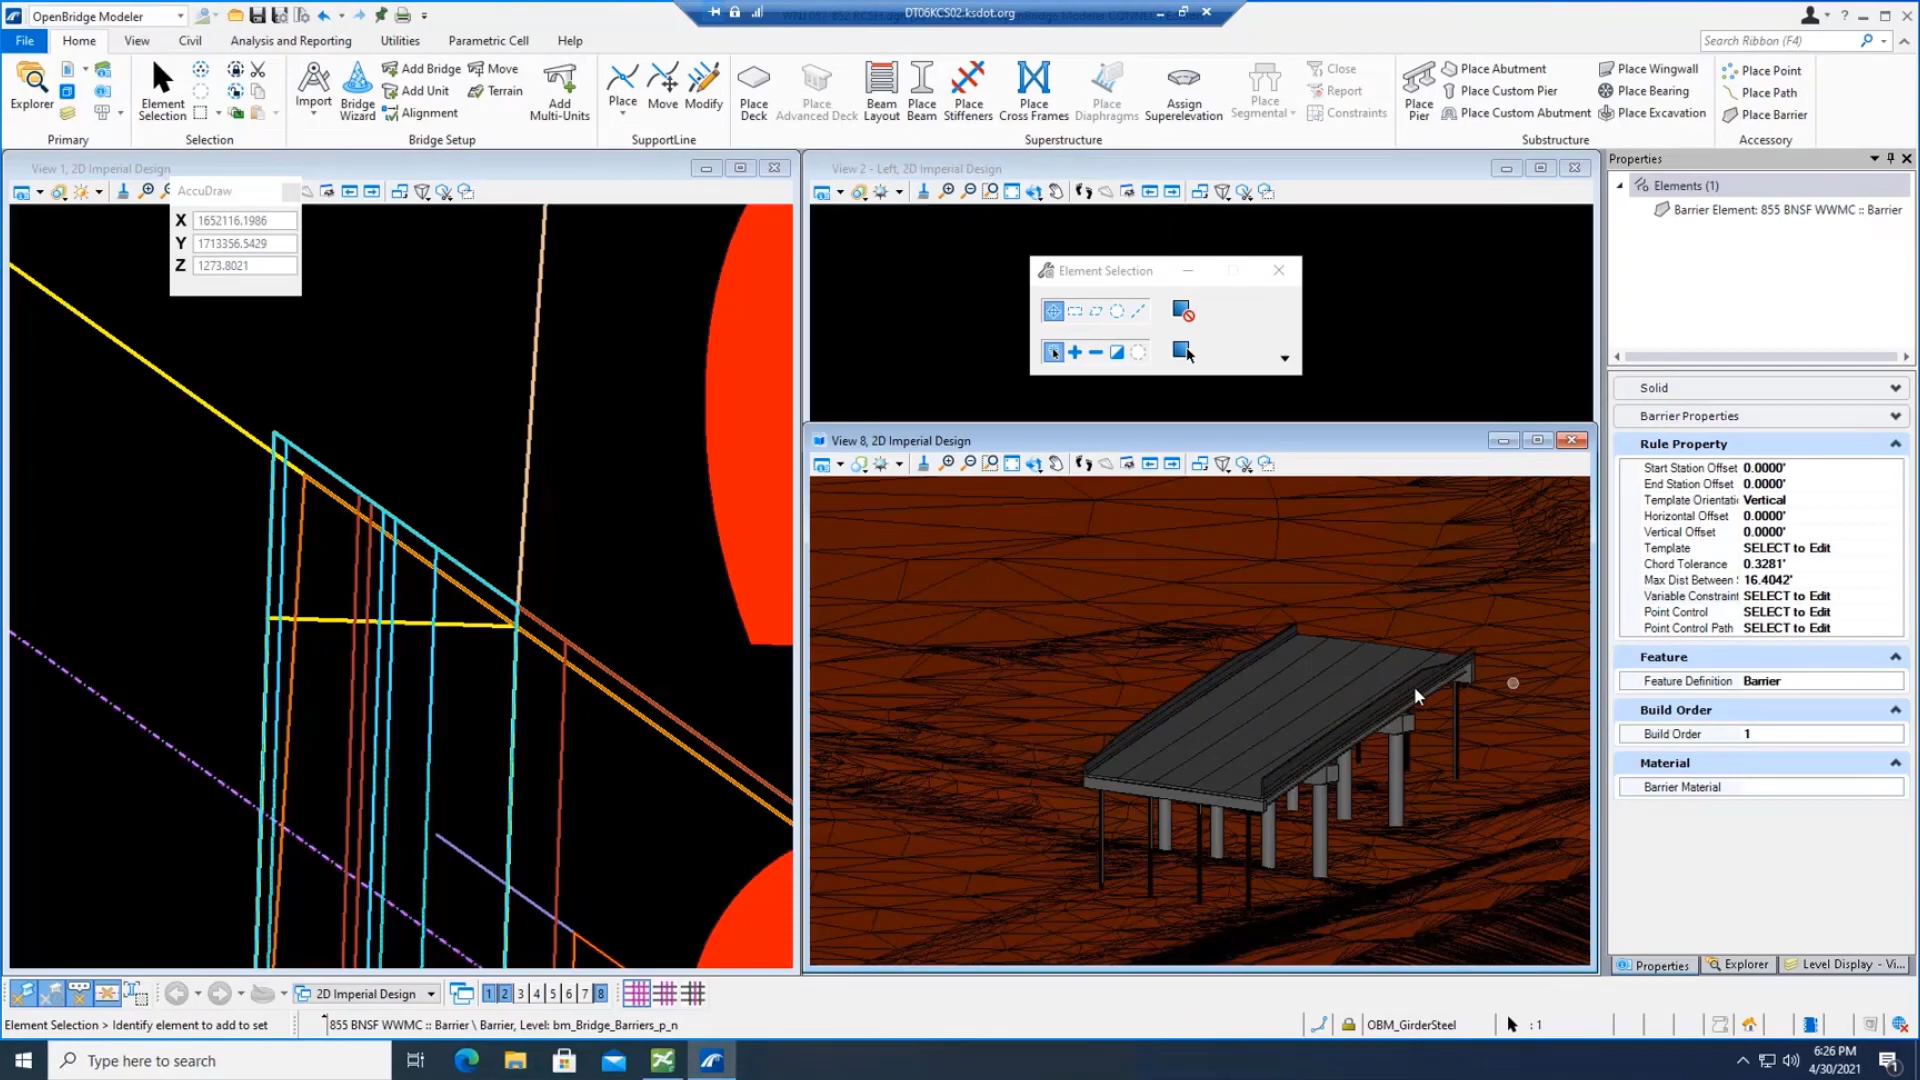 OpenBridge Modeler
DT06KCS02.ksdot.org
File
Home
View
Civil
Analysis and Reporting
Utilities
Parametric Cell
Help
Search Ribbon (F4)
Explorer
Primary
Element
Selection
Selection
Import
Bridge
Wizard
Add Bridge
Add Unit
Alignment
Move
Terrain
Add
Multi-Units
Bridge Setup
Place
Move
Modify
SupportLine
Place
Deck
Place
Advanced Deck
Beam
Layout
Place
Beam
Place
Stiffeners
Place
Cross Frames
Place
Diaphragms
Assign
Superelevation
Place
Segmental
Close
Report
Constraints
Superstructure
Place
Pier
Place Abutment
Place Custom Pier
Place Custom Abutment
Place Wingwall
Place Bearing
Place Excavation
Substructure
Place Point
Place Path
Place Barrier
Accessory
View 1, 2D Imperial Design
AccuDraw
X 1652116.1986
Y 1713356.5429
Z 1273.8021
View 2 - Left, 2D Imperial Design
Element Selection
View 8, 2D Imperial Design
Properties
Elements (1)
Barrier Element: 855 BNSF WWMC :: Barrier
Solid
Barrier Properties
Rule Property
Start Station Offset 0.0000'
End Station Offset 0.0000'
Template Orientati Vertical
Horizontal Offset 0.0000'
Vertical Offset 0.0000'
Template SELECT to Edit
Chord Tolerance 0.3281'
Max Dist Between 16.4042'
Variable Constraint SELECT to Edit
Point Control SELECT to Edit
Point Control Path SELECT to Edit
Feature
Feature Definition Barrier
Build Order
Build Order 1
Material
Barrier Material
Properties
Explorer
Level Display - Vi...
2D Imperial Design
1 2 3 4 5 6 7 8
Element Selection > Identify element to add to set
855 BNSF WWMC :: Barrier \ Barrier, Level: bm_Bridge_Barriers_p_n
OBM_GirderSteel
: 1
Type here to search
6:26 PM
4/30/2021
1